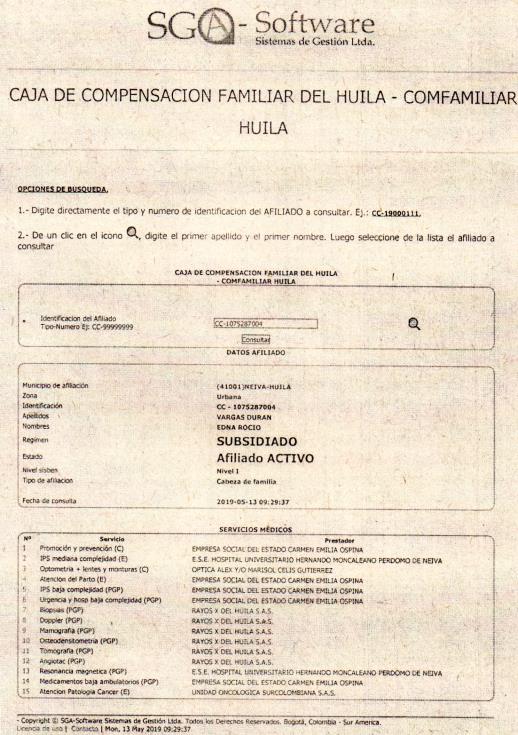 SGA - Software
Sistemas de Gestión Ltda.
CAJA DE COMPENSACION FAMILIAR DEL HUILA - COMFAMILIAR
HUILA
OPCIONES DE BUSQUEDA.
1.- Digite directamente el tipo y numero de identificacion del AFILIADO a consultar. Ej.: CC-19000111.
2.- De un clic en el icono , digite el primer apellido y el primer nombre. Luego seleccione de la lista el afiliado a
consultar
CAJA DE COMPENSACION FAMILIAR DEL HUILA
- COMFAMILIAR HUILA
Identificacion del Afiliado
Tipo-Numero Ej: CC-99999999
CC-1075287004
Consultar
DATOS AFILIADO
Municipio de afiliación (41001)NEIVA-HUILA
Zona Urbana
Identificación CC - 1075287004
Apellidos VARGAS DURAN
Nombres EDNA ROCIO
Regimen SUBSIDIADO
Estado Afiliado ACTIVO
Nivel sisben Nivel I
Tipo de afiliacion Cabeza de familia
Fecha de consulta 2019-05-13 09:29:37
SERVICIOS MÉDICOS
Nº Servicio Prestador
1 Promoción y prevención (C) EMPRESA SOCIAL DEL ESTADO CARMEN EMILIA OSPINA
2 IPS mediana complejidad (E) E.S.E. HOSPITAL UNIVERSITARIO HERNANDO MONCALEANO PERDOMO DE NEIVA
3 Optometria + lentes y monturas (C) OPTICA ALEX Y/O MARISOL CELIS GUTIERREZ
4 Atencion del Parto (E) EMPRESA SOCIAL DEL ESTADO CARMEN EMILIA OSPINA
5 IPS baja complejidad (PGP) EMPRESA SOCIAL DEL ESTADO CARMEN EMILIA OSPINA
6 Urgencia y hosp baja complejidad (PGP) EMPRESA SOCIAL DEL ESTADO CARMEN EMILIA OSPINA
7 Biopsias (PGP) RAYOS X DEL HUILA S.A.S.
8 Doppler (PGP) RAYOS X DEL HUILA S.A.S.
9 Mamografia (PGP) RAYOS X DEL HUILA S.A.S.
10 Osteodensitometria (PGP) RAYOS X DEL HUILA S.A.S.
11 Tomografia (PGP) RAYOS X DEL HUILA S.A.S.
12 Angiotac (PGP) RAYOS X DEL HUILA S.A.S.
13 Resonancia magnetica (PGP) E.S.E. HOSPITAL UNIVERSITARIO HERNANDO MONCALEANO PERDOMO DE NEIVA
14 Medicamentos baja ambulatorios (PGP) EMPRESA SOCIAL DEL ESTADO CARMEN EMILIA OSPINA
15 Atencion Patologia Cancer (E) UNIDAD ONCOLOGICA SURCOLOMBIANA S.A.S.
- Copyright © SGA-Software Sistemas de Gestión Ltda. Todos los Derechos Reservados. Bogotá, Colombia - Sur America.
Licencia de uso | Contacto | Mon, 13 May 2019 09:29:37